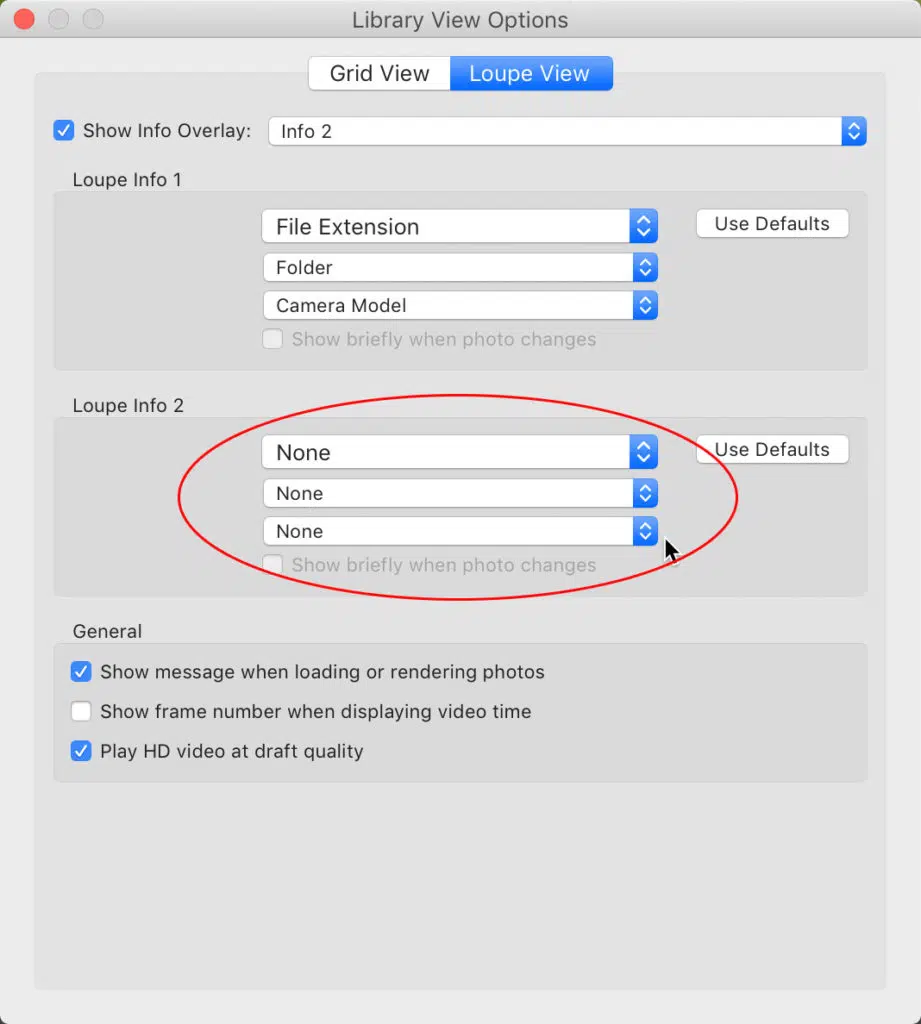 Library View Options
Grid View Loupe View
Show Info Overlay: Info 2
Loupe Info 1
File Extension Use Defaults
Folder
Camera Model
Show briefly when photo changes
Loupe Info 2
None Use Defaults
None
None
Show briefly when photo changes
General
Show message when loading or rendering photos
Show frame number when displaying video time
Play HD video at draft quality